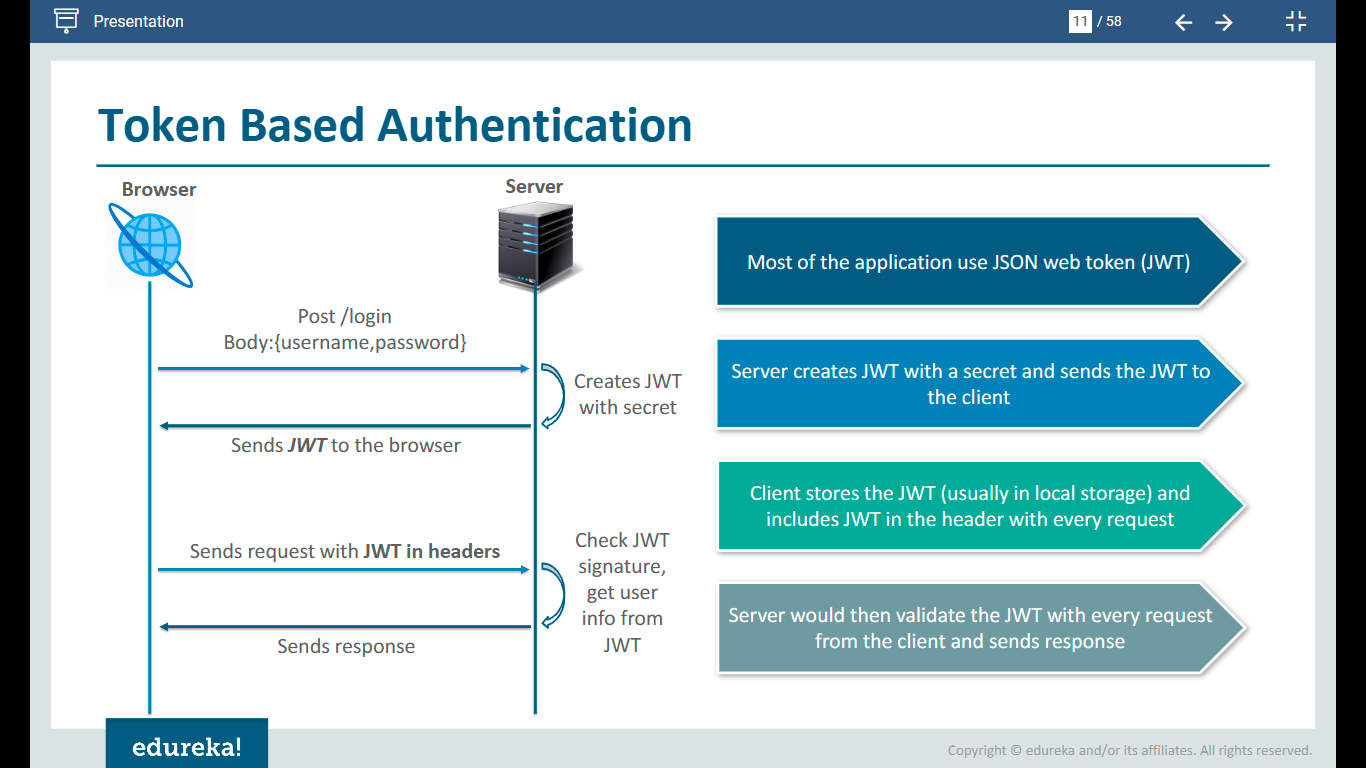 Presentation
11 / 58
Token Based Authentication
Browser
Server
Post /login
Body:{username,password}
Creates JWT
with secret
Sends JWT to the browser
Sends request with JWT in headers
Check JWT
signature,
get user
info from
JWT
Sends response
Most of the application use JSON web token (JWT)
Server creates JWT with a secret and sends the JWT to
the client
Client stores the JWT (usually in local storage) and
includes JWT in the header with every request
Server would then validate the JWT with every request
from the client and sends response
edureka!
Copyright © edureka and/or its affiliates. All rights reserved.